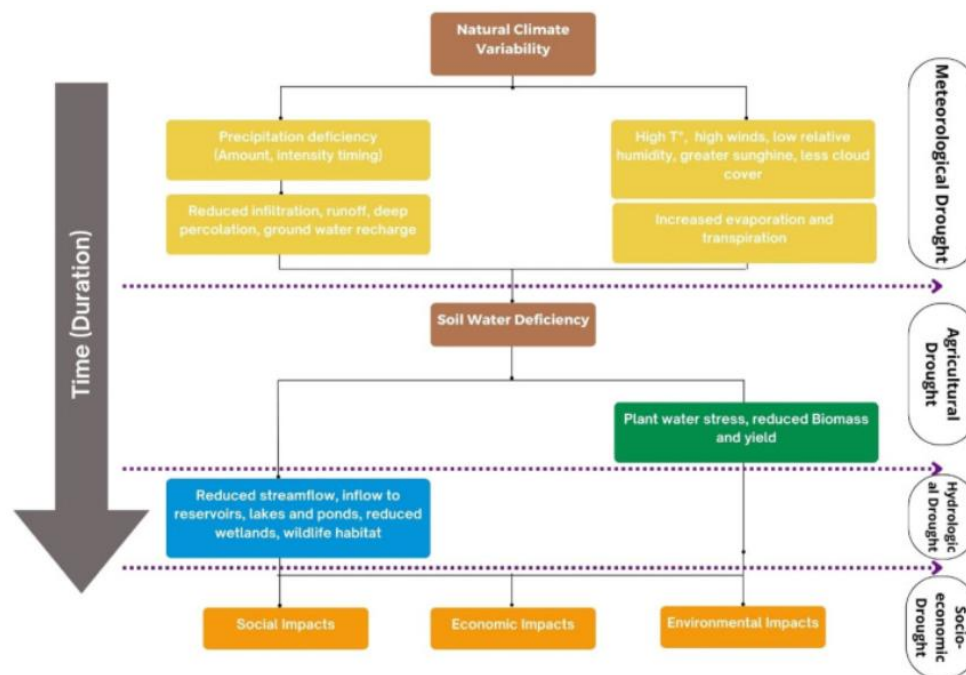 Natural Climate
Variability
Precipitation deficiency
(Amount, intensity timing)
High T°, high winds, low relative
humidity, greater sunghine, less cloud
cover
Reduced infiltration, runoff, deep
percolation, ground water recharge
Increased evaporation and
transpiration
Meteorological Drought
Time (Duration)
Soil Water Deficiency
Agricultural
Drought
Plant water stress, reduced Biomass
and yield
Reduced streamflow, inflow to
reservoirs, lakes and ponds, reduced
wetlands, wildlife habitat
Hydrologic
al Drought
Social Impacts
Economic Impacts
Environmental Impacts
Socio-
economic
Drought